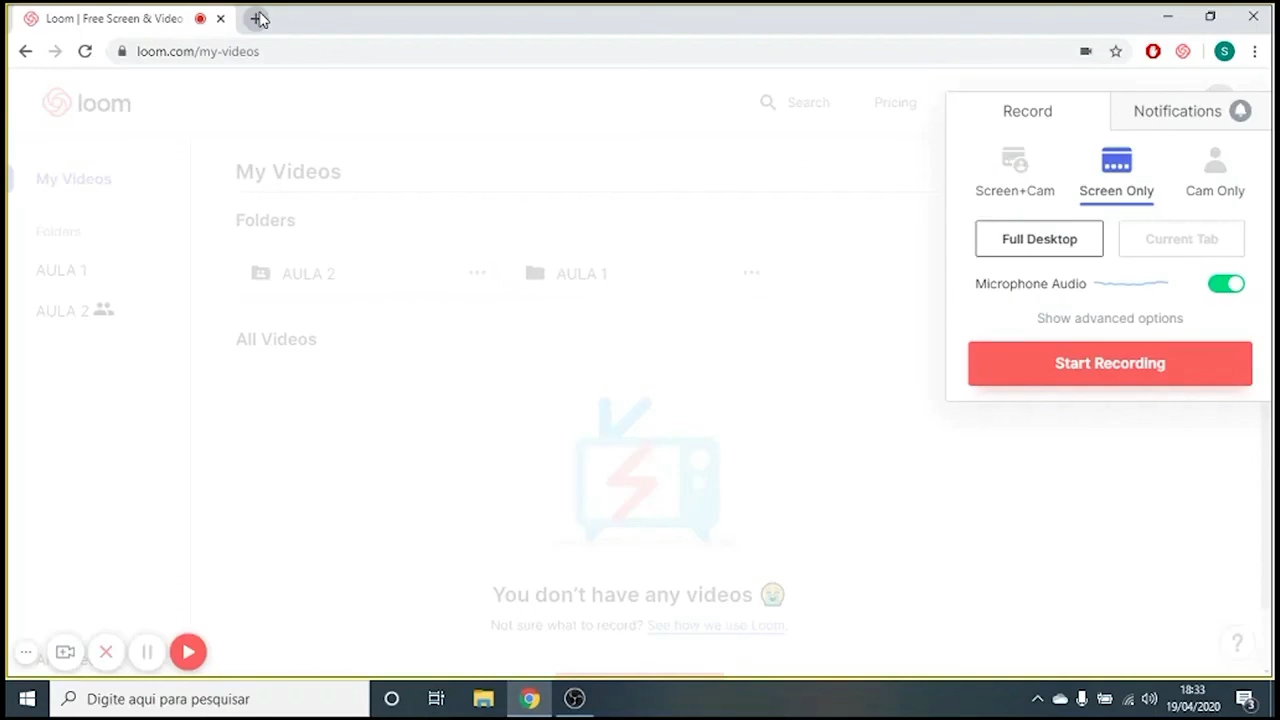 Loom | Free Screen & Video
loom.com/my-videos
S
loom
Search
Pricing
Record
Notifications
My Videos
My Videos
Screen+Cam
Screen Only
Cam Only
Folders
Folders
Full Desktop
Current Tab
AULA 1
AULA 2
AULA 1
Microphone Audio
AULA 2
Show advanced options
All Videos
Start Recording
You don't have any videos
Not sure what to record? See how we use Loom.
?
Digite aqui para pesquisar
18:33
19/04/2020
3